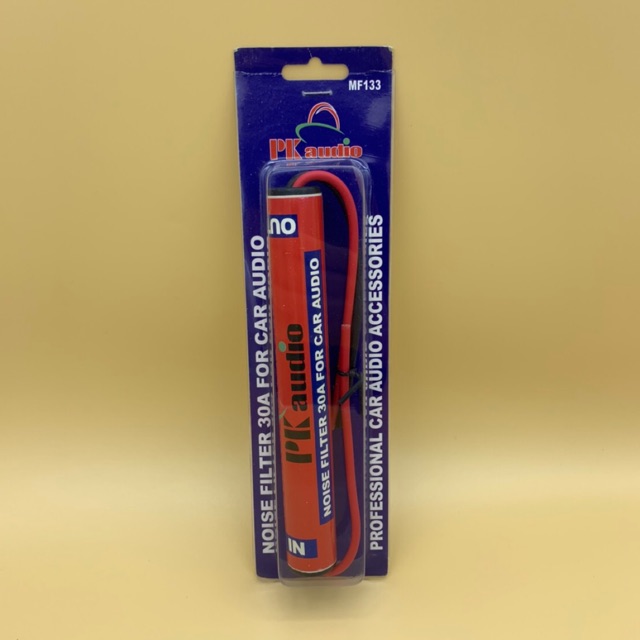 MF133
PK audio
NOISE FILTER 30A FOR CAR AUDIO
PROFESSIONAL CAR AUDIO ACCESSORIES
OU
PK audio
NOISE FILTER 30A FOR CAR AUDIO
IN